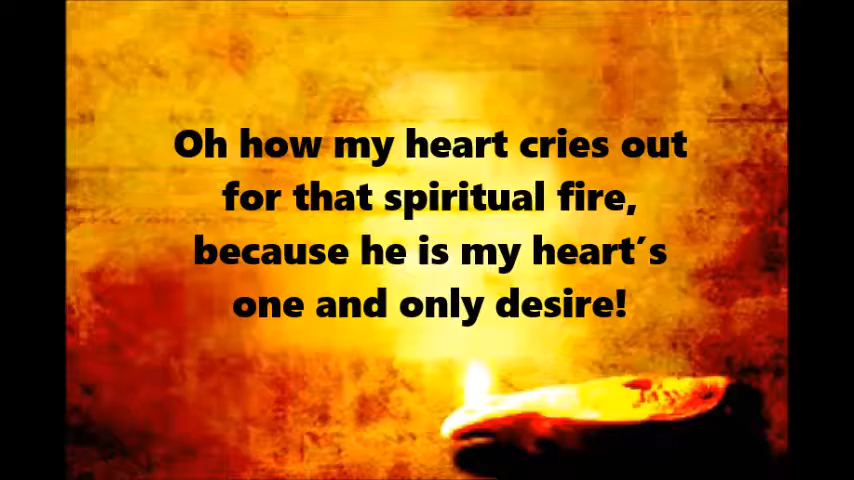 Oh how my heart cries out
for that spiritual fire,
because he is my heart´s
one and only desire!